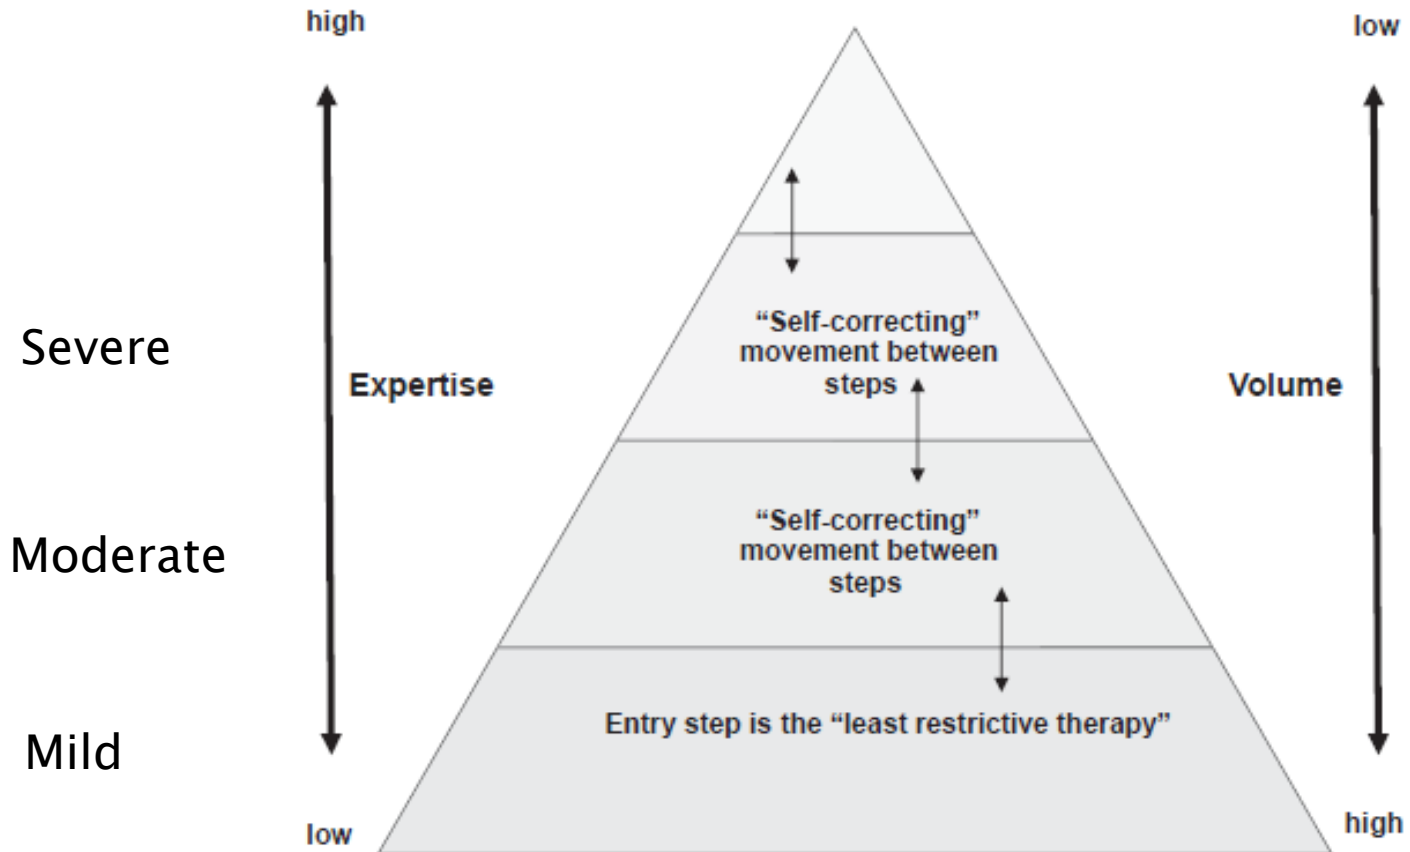 high
low
“Self-correcting”
movement between
steps
Severe
Expertise
Volume
“Self-correcting”
movement between
steps
Moderate
Entry step is the “least restrictive therapy”
Mild
low
high